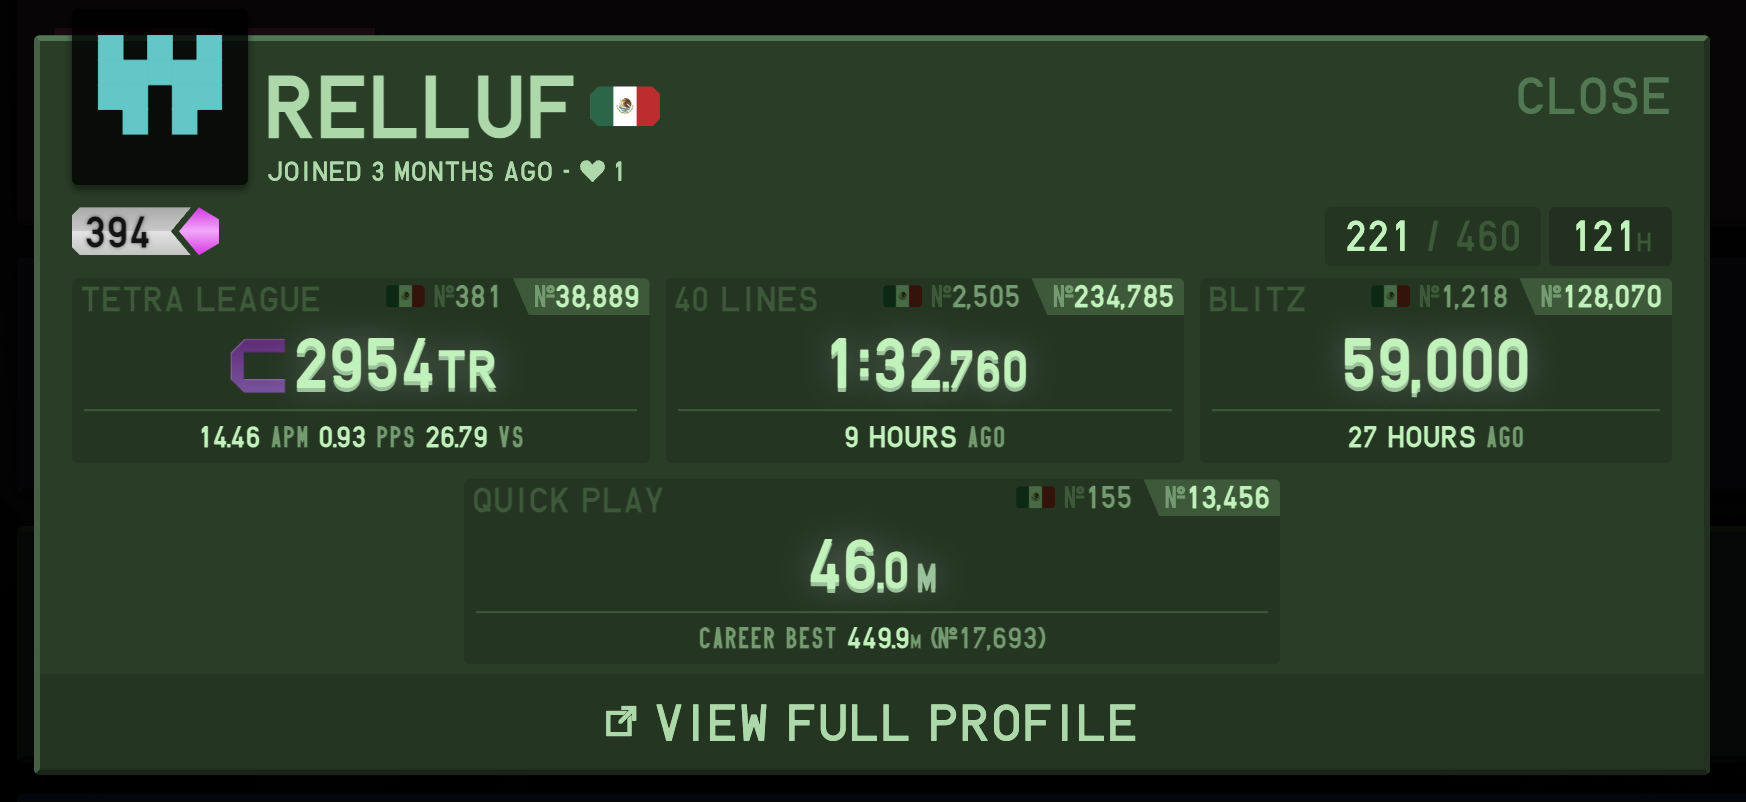 RELLUF
CLOSE
JOINED 3 MONTHS AGO - ♥ 1
394
221 / 460 121H
TETRA LEAGUE №381 №38,889
C 2954TR
14.46 APM 0.93 PPS 26.79 VS
40 LINES №2,505 №234,785
1:32.760
9 HOURS AGO
BLITZ №1,218 №128,070
59,000
27 HOURS AGO
QUICK PLAY №155 №13,456
46.0 M
CAREER BEST 449.9M (№17,693)
VIEW FULL PROFILE